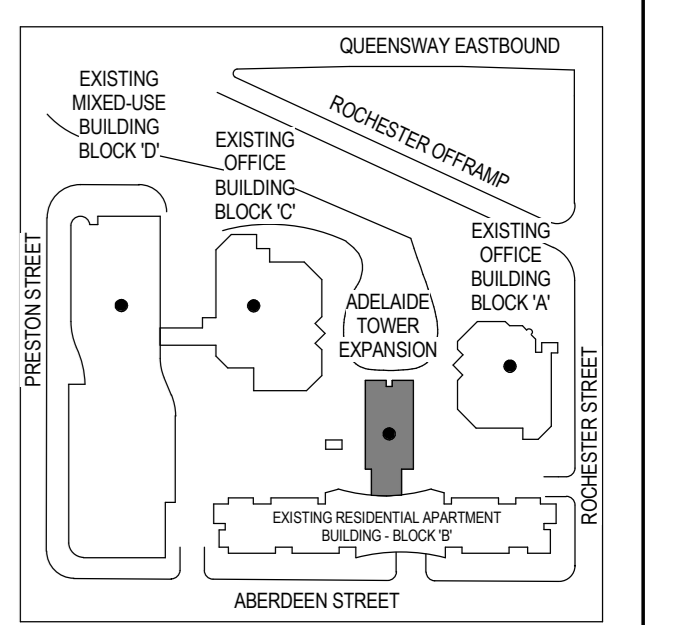 QUEENSWAY EASTBOUND
EXISTING
MIXED-USE
BUILDING
BLOCK 'D'
ROCHESTER OFFRAMP
EXISTING
OFFICE
BUILDING
BLOCK 'C'
EXISTING
OFFICE
BUILDING
BLOCK 'A'
PRESTON STREET
ADELAIDE
TOWER
EXPANSION
ROCHESTER STREET
EXISTING RESIDENTIAL APARTMENT
BUILDING - BLOCK 'B'
ABERDEEN STREET